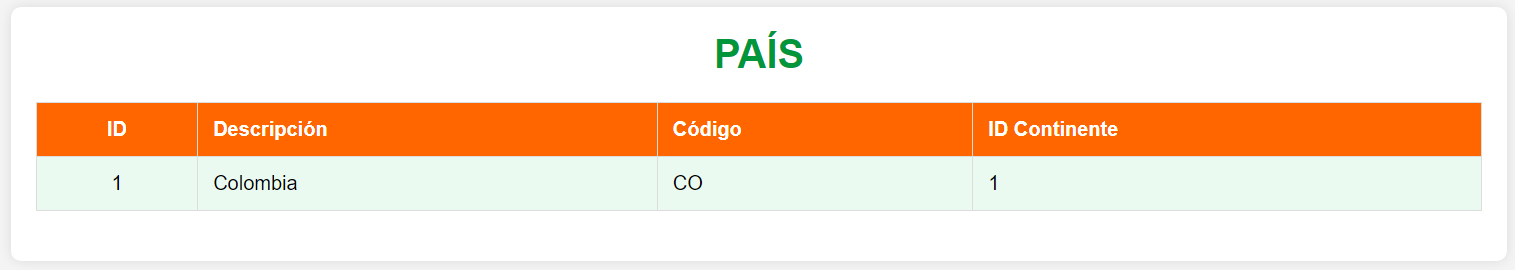 PAÍS
ID Descripción Código ID Continente
1 Colombia CO 1